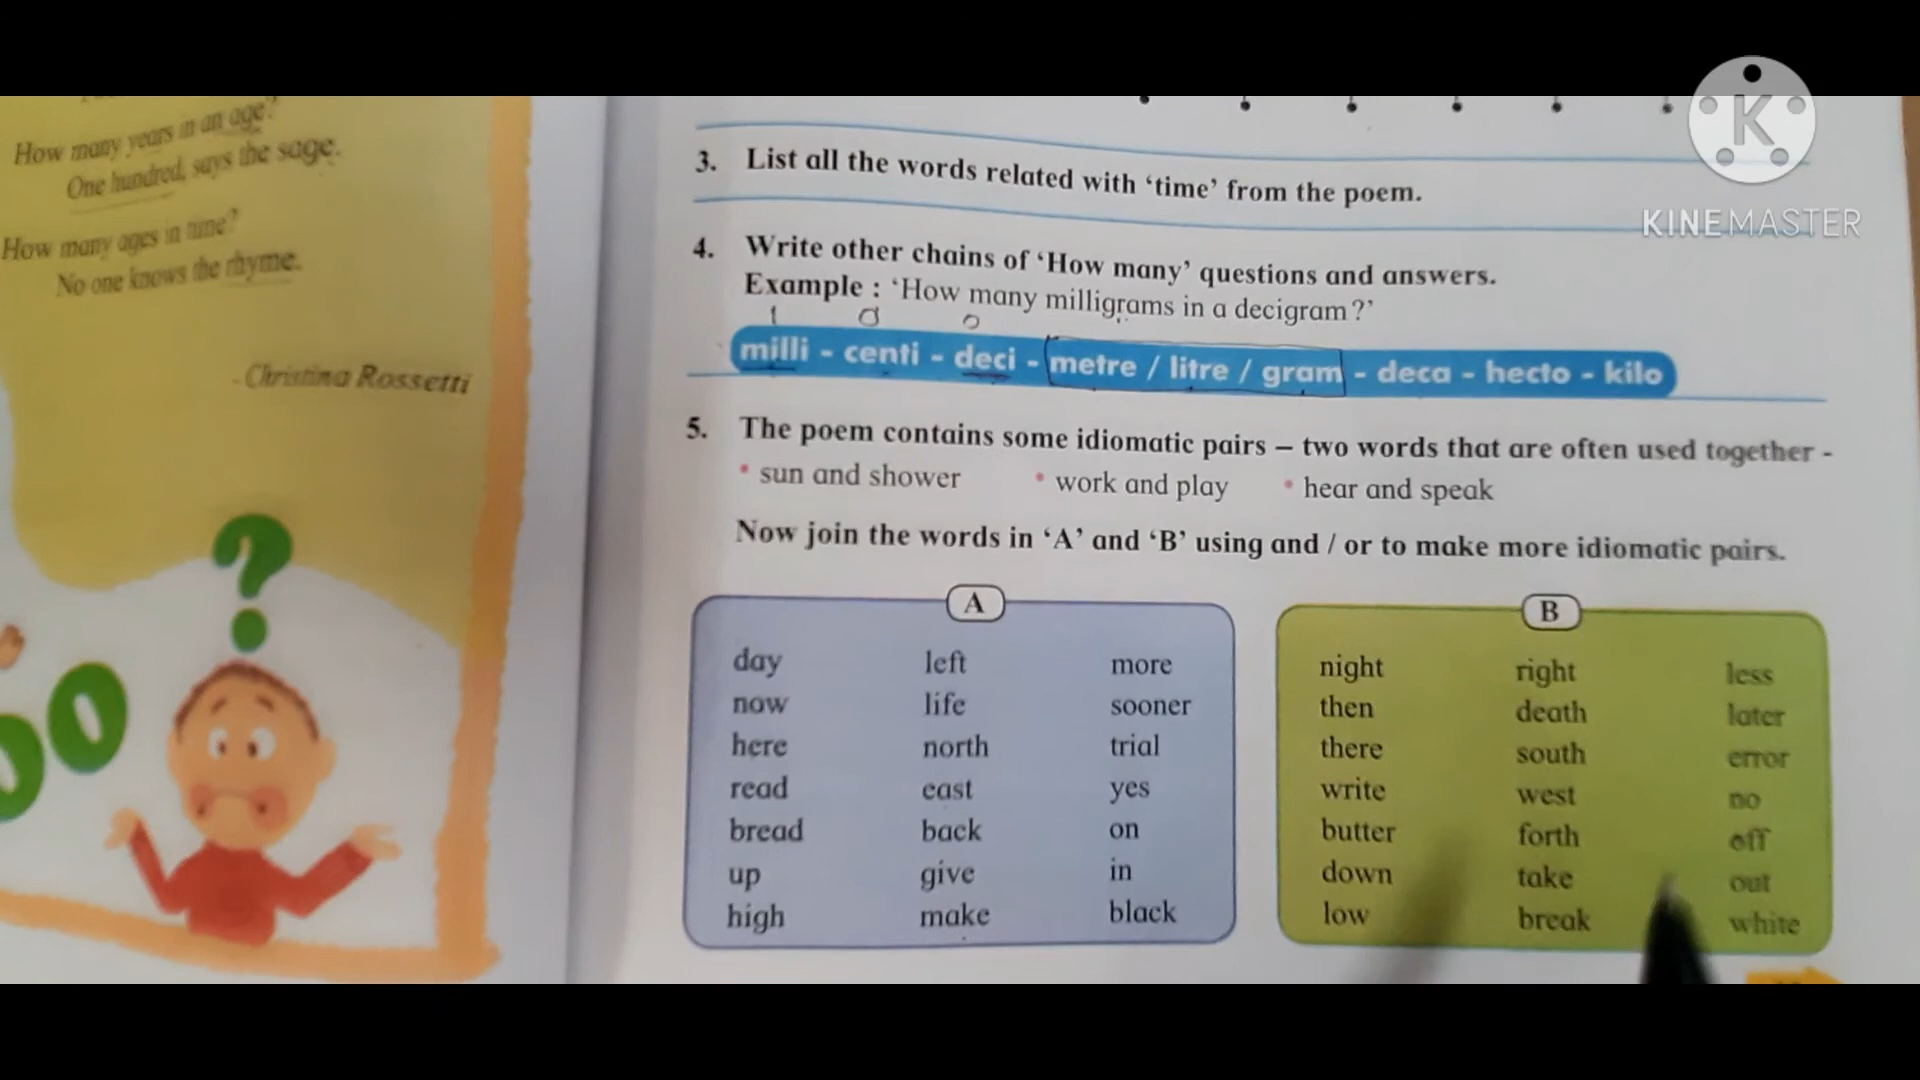 How many years in an age?
One hundred, says the sage.
How many ages in time?
No one knows the rhyme.
- Christina Rossetti
3. List all the words related with ‘time’ from the poem.
4. Write other chains of ‘How many’ questions and answers.
Example : ‘How many milligrams in a decigram?’
1 0 0
milli - centi - deci - metre / litre / gram - deca - hecto - kilo
5. The poem contains some idiomatic pairs – two words that are often used together -
• sun and shower • work and play • hear and speak
Now join the words in ‘A’ and ‘B’ using and / or to make more idiomatic pairs.
A
day left more
now life sooner
here north trial
read east yes
bread back on
up give in
high make black
B
night right less
then death later
there south error
write west no
butter forth off
down take out
low break white
?
K
KINEMASTER